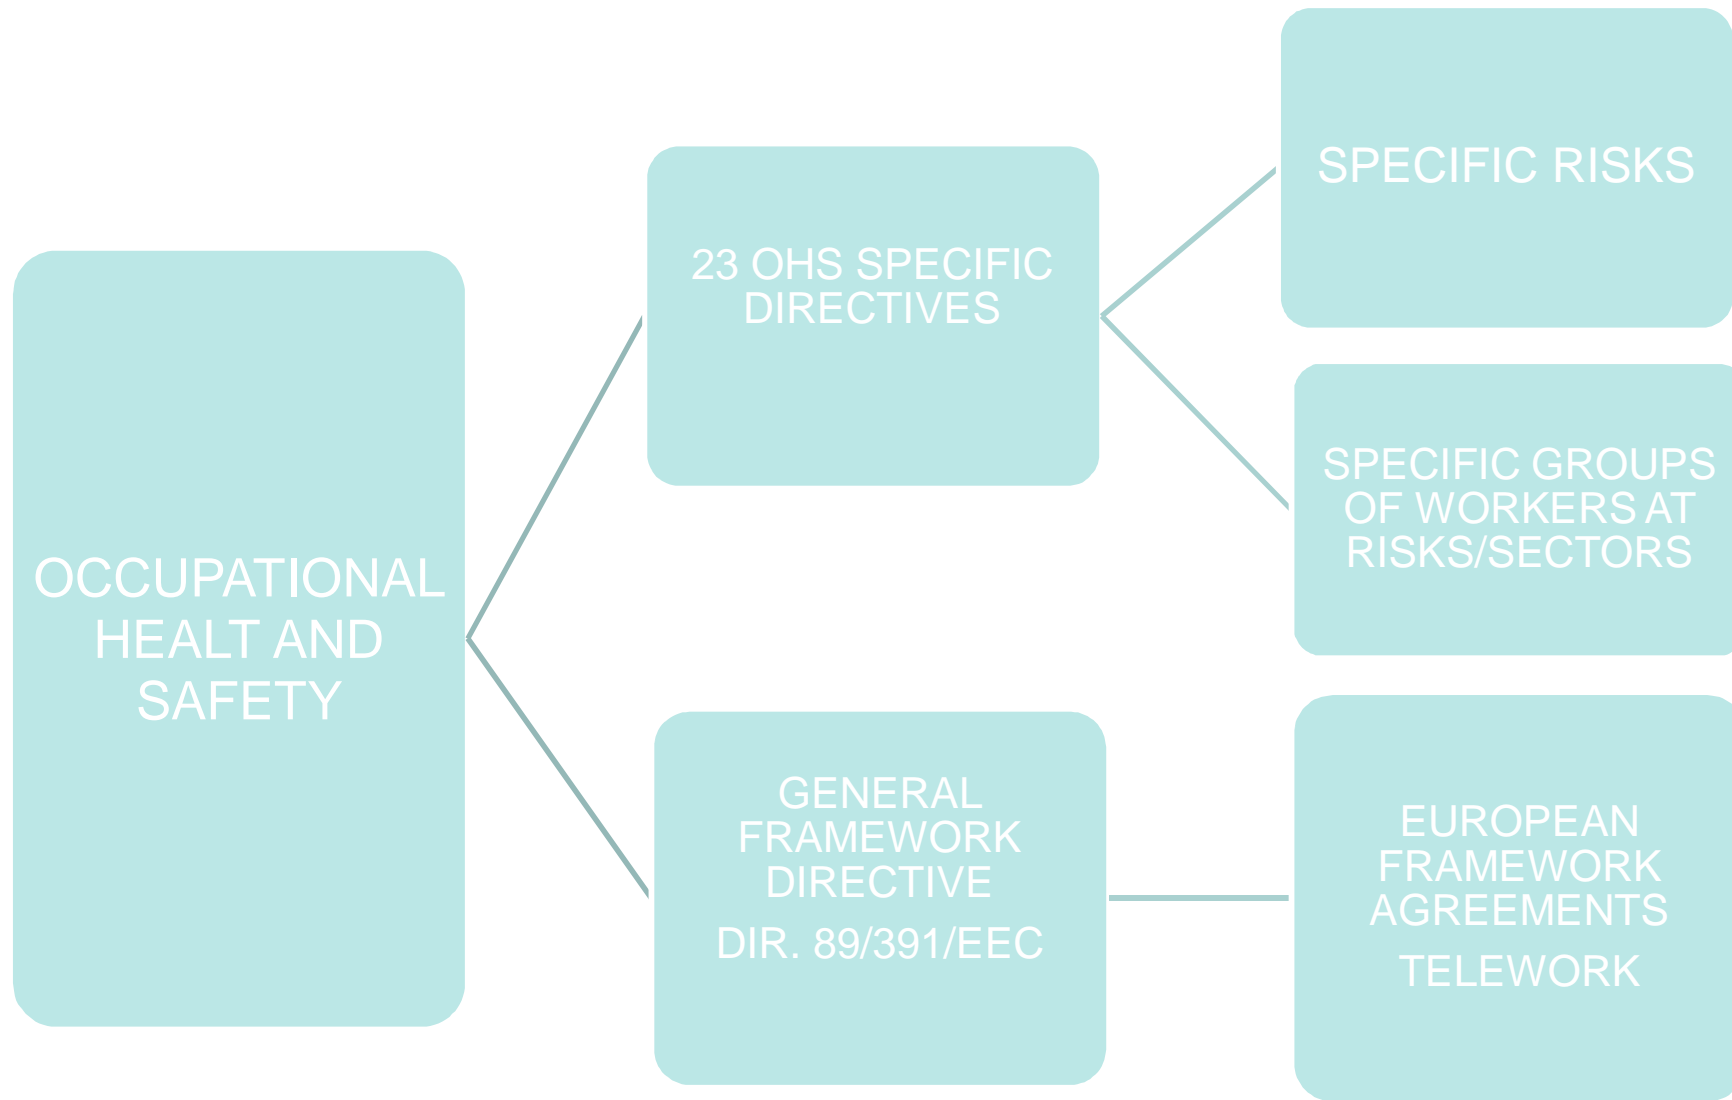 OCCUPATIONAL
HEALT AND
SAFETY
23 OHS SPECIFIC
DIRECTIVES
SPECIFIC RISKS
SPECIFIC GROUPS
OF WORKERS AT
RISKS/SECTORS
GENERAL
FRAMEWORK
DIRECTIVE
DIR. 89/391/EEC
EUROPEAN
FRAMEWORK
AGREEMENTS
TELEWORK